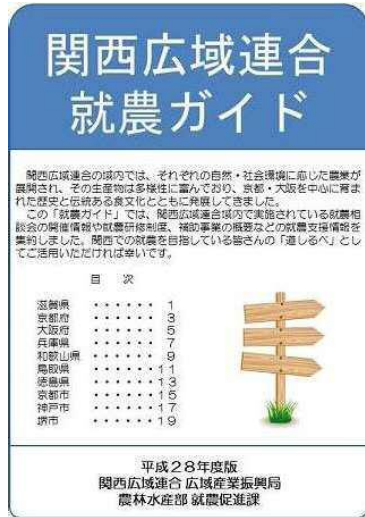 関西広域連合
就農ガイド
関西広域連合の域内では、それぞれの自然・社会環境に応じた農業が
展開され、その生産物は多様性に富んでおり、京都・大阪を中心に育ま
れた歴史と伝統ある食文化とともに発展してきました。
この「就農ガイド」では、関西広域連合域内で実施されている就農相
談会の開催情報や就農研修制度、補助事業の概要などの就農支援情報を
集約しました。関西での就農を目指している皆さんの「道しるべ」とし
てご活用いただければ幸いです。
目 次
滋賀県 ・・・・・・ 1
京都府 ・・・・・・ 3
大阪府 ・・・・・・ 5
兵庫県 ・・・・・・ 7
和歌山県 ・・・・・・ 9
鳥取県 ・・・・・・11
徳島県 ・・・・・・13
京都市 ・・・・・・15
神戸市 ・・・・・・17
堺市 ・・・・・・19
平成28年度版
関西広域連合 広域産業振興局
農林水産部 就農促進課